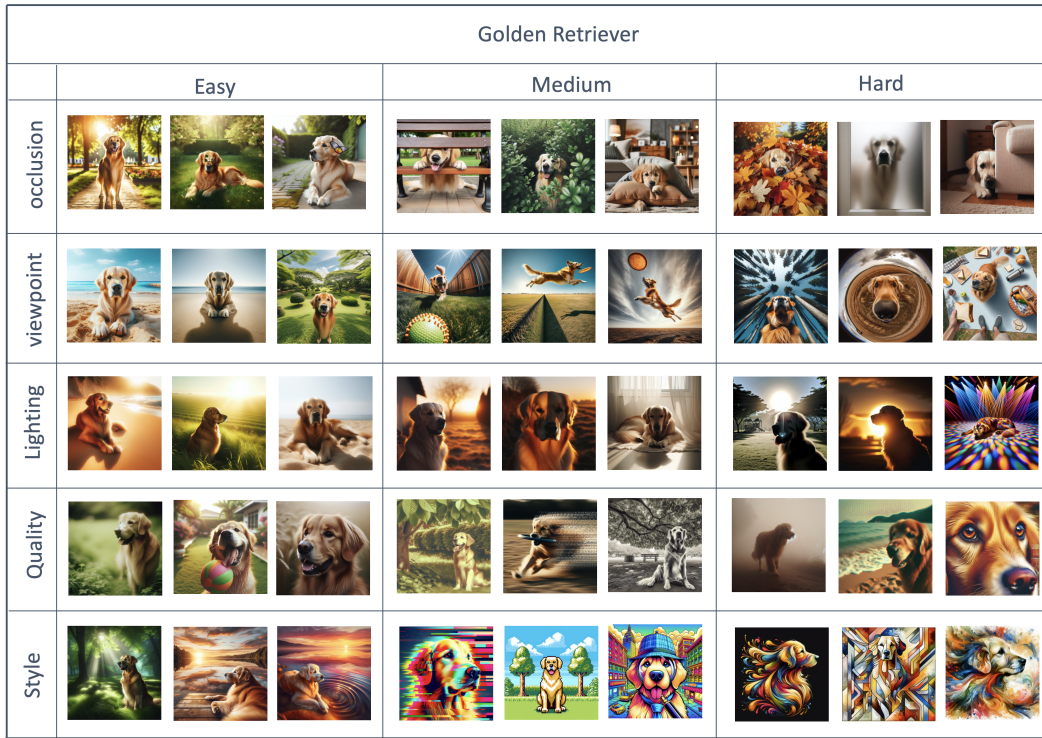 Golden Retriever
Easy
Medium
Hard
occlusion
viewpoint
Lighting
Quality
Style